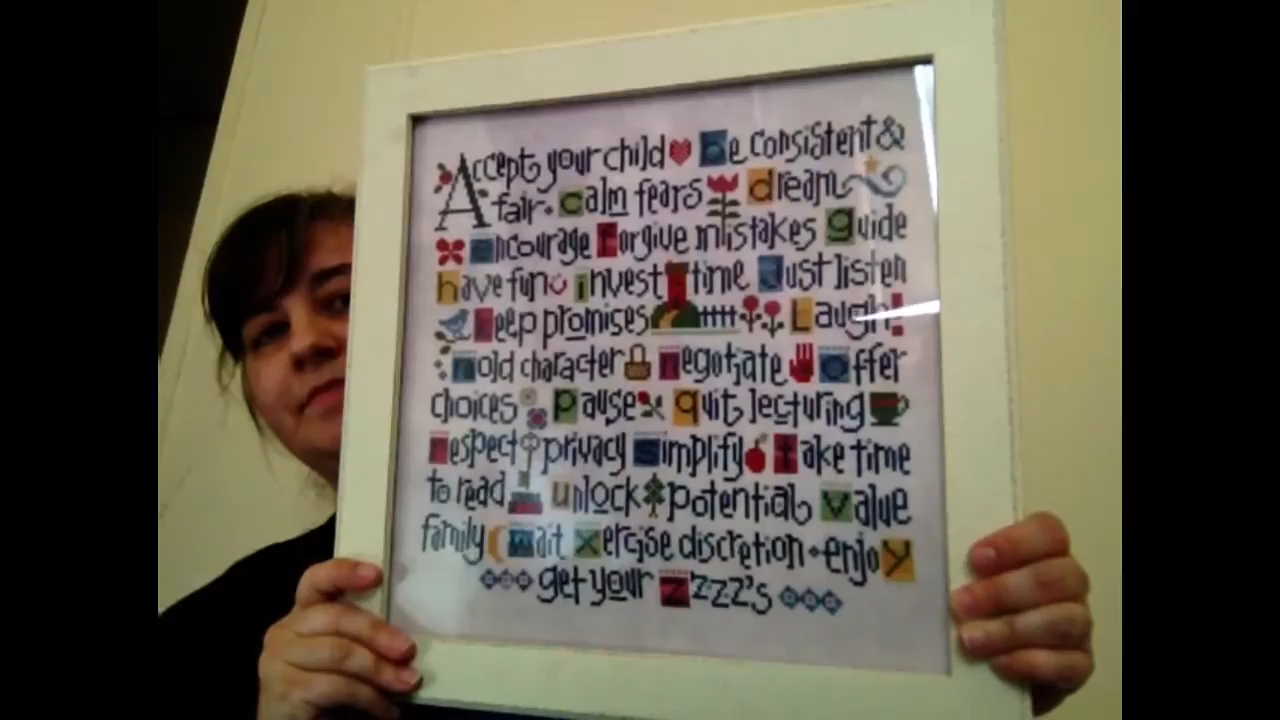 Accept your child Be consistent &
fair. calm fears dream
encourage forgive mistakes guide
have fun invest time Just listen
keep promises Laugh!
mold character negotiate offer
choices pause quit lecturing
respect privacy simplify take time
to read unlock potential value
family wait xercise discretion enjoy
get your zzzz's